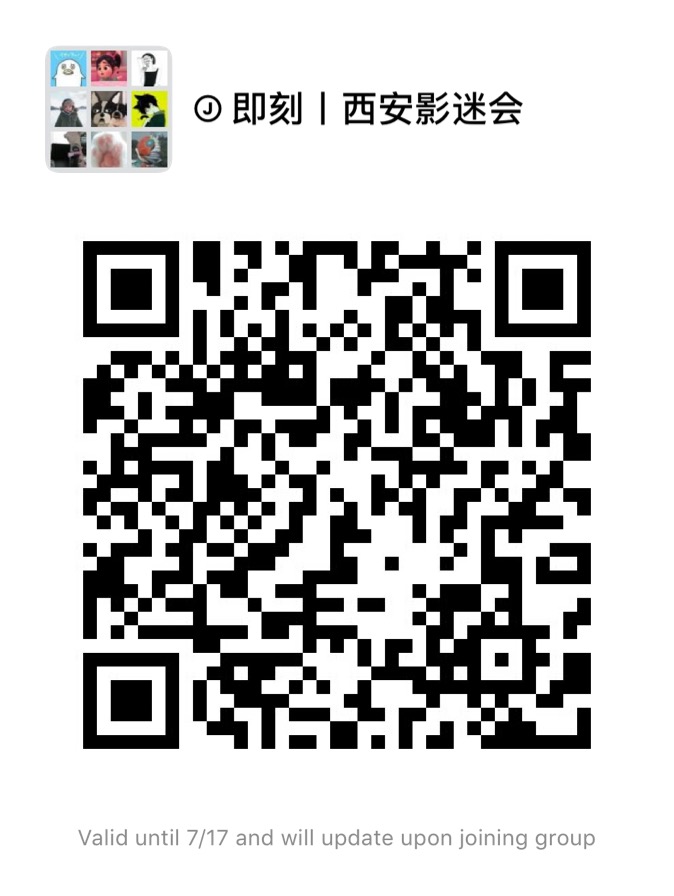 即刻丨西安影迷会
Valid until 7/17 and will update upon joining group